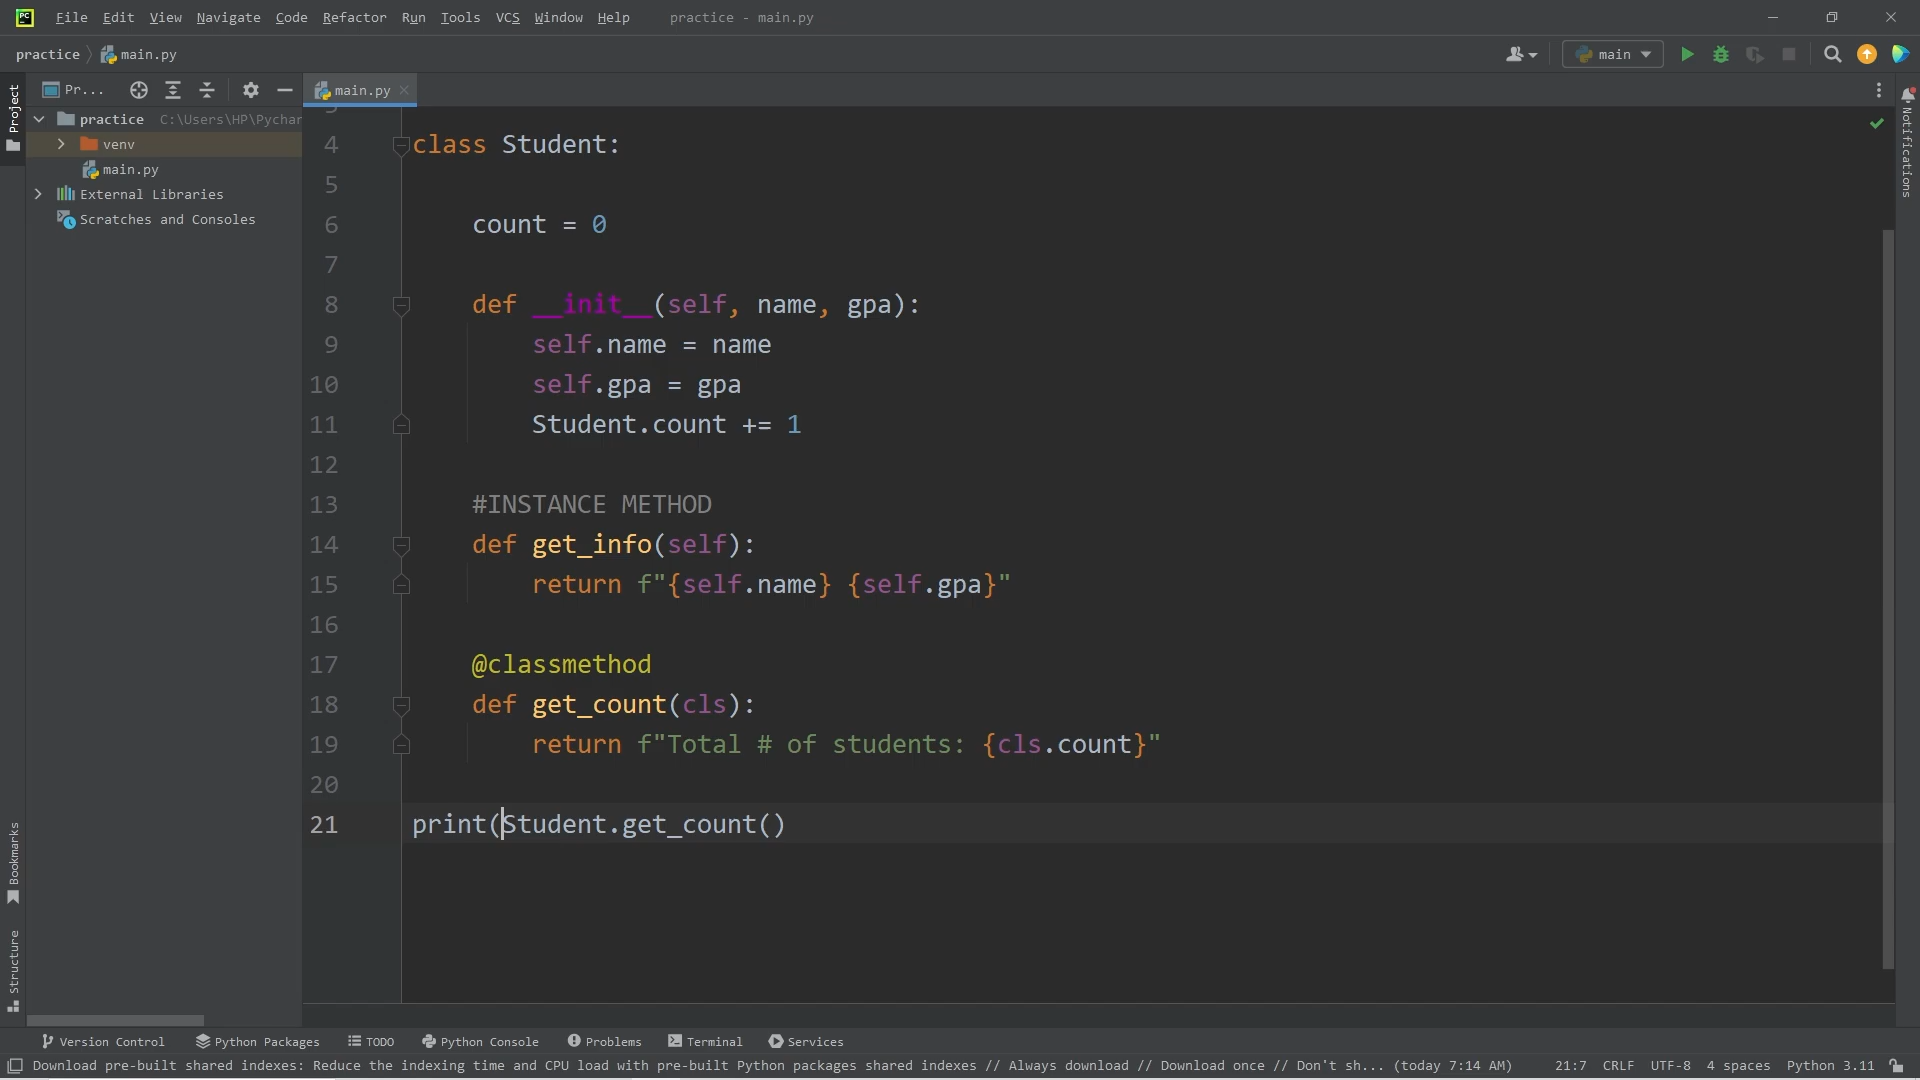 PC File Edit View Navigate Code Refactor Run Tools VCS Window Help practice - main.py
practice main.py main
Project Pr... main.py Notifications
practice C:\Users\HP\Pychar
venv
main.py
External Libraries
Scratches and Consoles
4 class Student:
5
6 count = 0
7
8 def __init__(self, name, gpa):
9 self.name = name
10 self.gpa = gpa
11 Student.count += 1
12
13 #INSTANCE METHOD
14 def get_info(self):
15 return f"{self.name} {self.gpa}"
16
17 @classmethod
18 def get_count(cls):
19 return f"Total # of students: {cls.count}"
20
21 print(Student.get_count()
Bookmarks
Structure
Version Control Python Packages TODO Python Console Problems Terminal Services
Download pre-built shared indexes: Reduce the indexing time and CPU load with pre-built Python packages shared indexes // Always download // Download once // Don't sh... (today 7:14 AM) 21:7 CRLF UTF-8 4 spaces Python 3.11